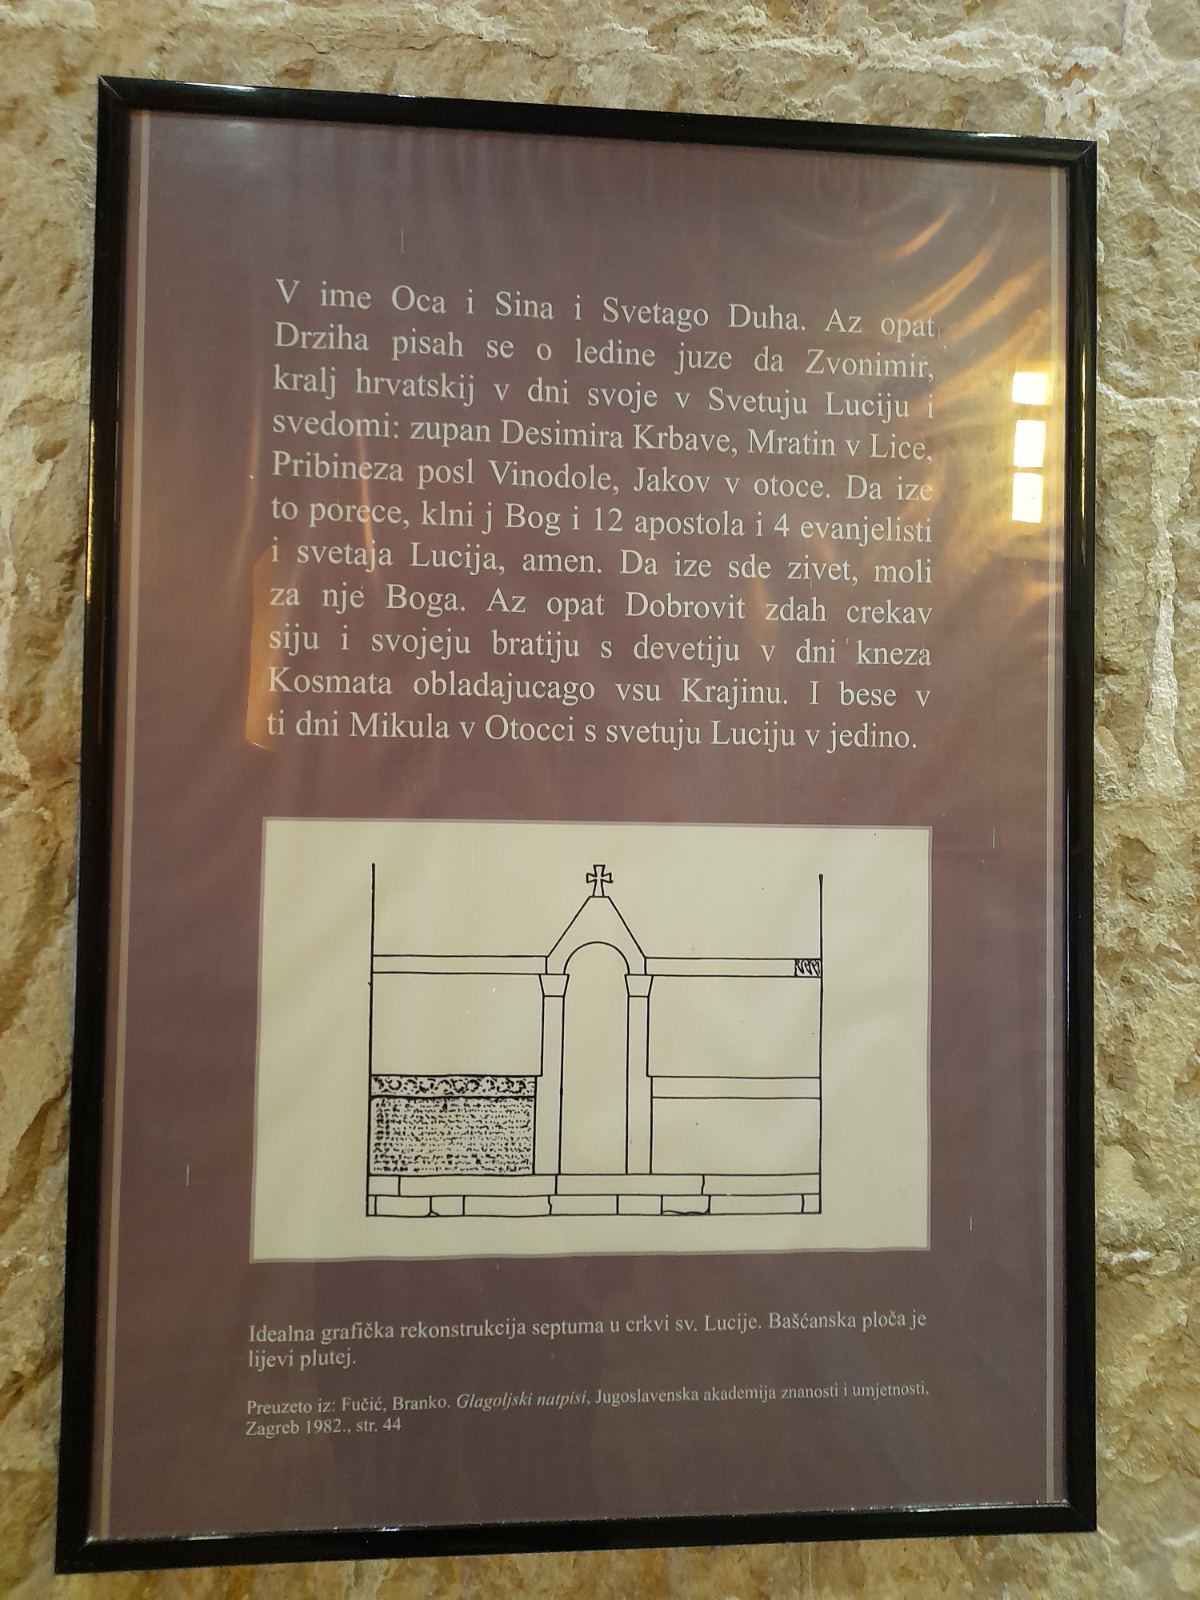 V ime Oca i Sina i Svetago Duha. Az opat
Drziha pisah se o ledine juze da Zvonimir,
kralj hrvatskij v dni svoje v Svetuju Luciju i
svedomi: zupan Desimira Krbave, Mratin v Lice,
Pribineza posl Vinodole, Jakov v otoce. Da ize
to porece, klni j Bog i 12 apostola i 4 evanjelisti
i svetaja Lucija, amen. Da ize sde zivet, moli
za nje Boga. Az opat Dobrovit zdah crekav
siju i svojeju bratiju s devetiju v dni kneza
Kosmata obladajucago vsu Krajinu. I bese v
ti dni Mikula v Otocci s svetuju Luciju v jedino.
Idealna grafička rekonstrukcija septuma u crkvi sv. Lucije. Bašćanska ploča je
lijevi plutej.
Preuzeto iz: Fučić, Branko. Glagoljski natpisi, Jugoslavenska akademija znanosti i umjetnosti,
Zagreb 1982., str. 44